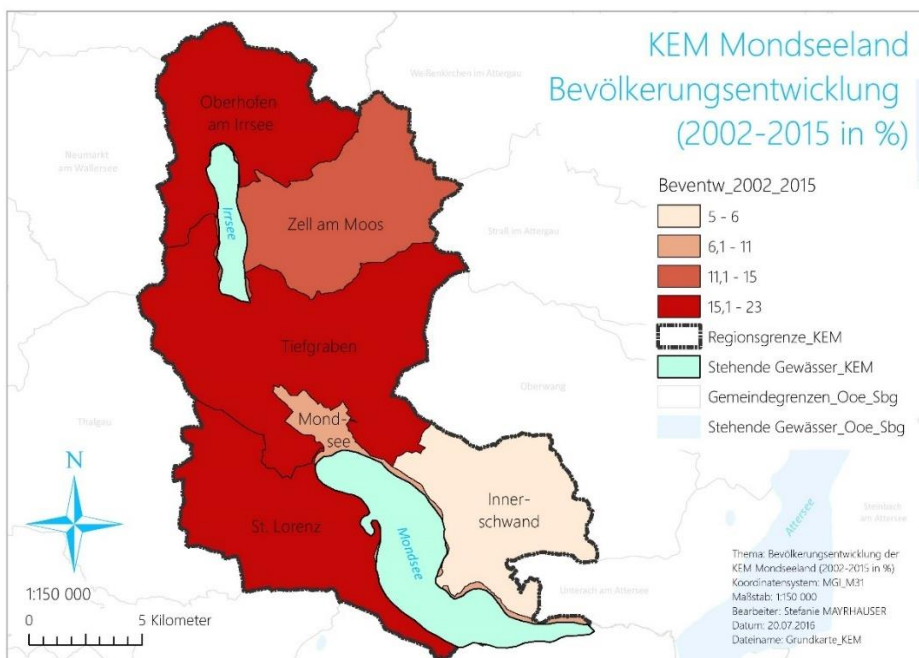 KEM Mondseeland
Bevölkerungsentwicklung
(2002-2015 in %)
Beventw_2002_2015
5 - 6
6,1 - 11
11,1 - 15
15,1 - 23
Regionsgrenze_KEM
Stehende Gewässer_KEM
Gemeindegrenzen_Ooe_Sbg
Stehende Gewässer_Ooe_Sbg
Weißenkirchen im Attergau
Oberhofen
am Irrsee
Neumarkt
am Wallersee
Irrsee
Zell am Moos
Straß im Attergau
Tiefgraben
Oberwang
Thalgau
Mond-
see
Inner-
schwand
St. Lorenz
Mondsee
Attersee
Steinbach
am Attersee
Unterach am Attersee
N
1:150 000
0
5 Kilometer
Thema: Bevölkerungsentwicklung der
KEM Mondseeland (2002-2015 in %)
Koordinatensystem: MGI_M31
Maßstab: 1:150 000
Bearbeiter: Stefanie MAYRHAUSER
Datum: 20.07.2016
Dateiname: Grundkarte_KEM